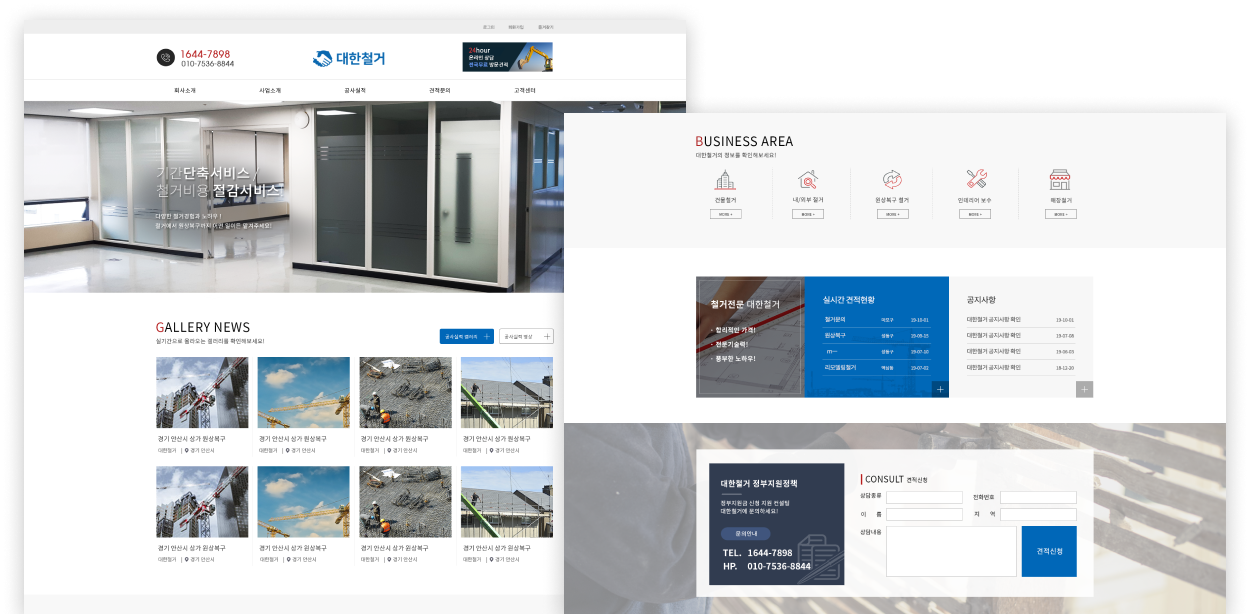 로그인
회원가입
즐겨찾기
1644-7898
010-7536-8844
대한철거
24hour
온라인 상담
전국무료 방문견적
회사소개
사업소개
공사실적
견적문의
고객센터
기간단축서비스 /
철거비용 절감서비스
다양한 철거경험과 노하우!
철거에서 원상복구까지 어떤 일이든 맡겨주세요!
GALLERY NEWS
실기간으로 올라오는 갤러리를 확인해보세요!
공사실적 갤러리 +
공사실적 영상 +
경기 안산시 상가 원상복구
대한철거 | 경기 안산시
경기 안산시 상가 원상복구
대한철거 | 경기 안산시
경기 안산시 상가 원상복구
대한철거 | 경기 안산시
경기 안산시 상가 원상복구
대한철거 | 경기 안산시
경기 안산시 상가 원상복구
대한철거 | 경기 안산시
경기 안산시 상가 원상복구
대한철거 | 경기 안산시
경기 안산시 상가 원상복구
대한철거 | 경기 안산시
경기 안산시 상가 원상복구
대한철거 | 경기 안산시
BUSINESS AREA
대한철거의 정보를 확인해보세요!
건물철거
MORE +
내/외부 철거
MORE +
원상복구 철거
MORE +
인테리어 보수
MORE +
매장철거
MORE +
철거전문 대한철거
- 합리적인 가격!
- 전문기술력!
- 풍부한 노하우!
실시간 견적현황
철거문의 마포구 19-10-01
원상복구 성동구 19-08-15
ㅁ--- 성동구 19-07-10
리모델링철거 역삼동 19-07-02
+
공지사항
대한철거 공지사항 확인 19-10-01
대한철거 공지사항 확인 19-07-08
대한철거 공지사항 확인 19-06-03
대한철거 공지사항 확인 18-12-20
+
대한철거 정부지원정책
정부지원금 신청 지원 컨설팅
대한철거에 문의하세요!
문의안내
TEL. 1644-7898
HP. 010-7536-8844
CONSULT 견적신청
상담종류
전화번호
이 름
지 역
상담내용
견적신청